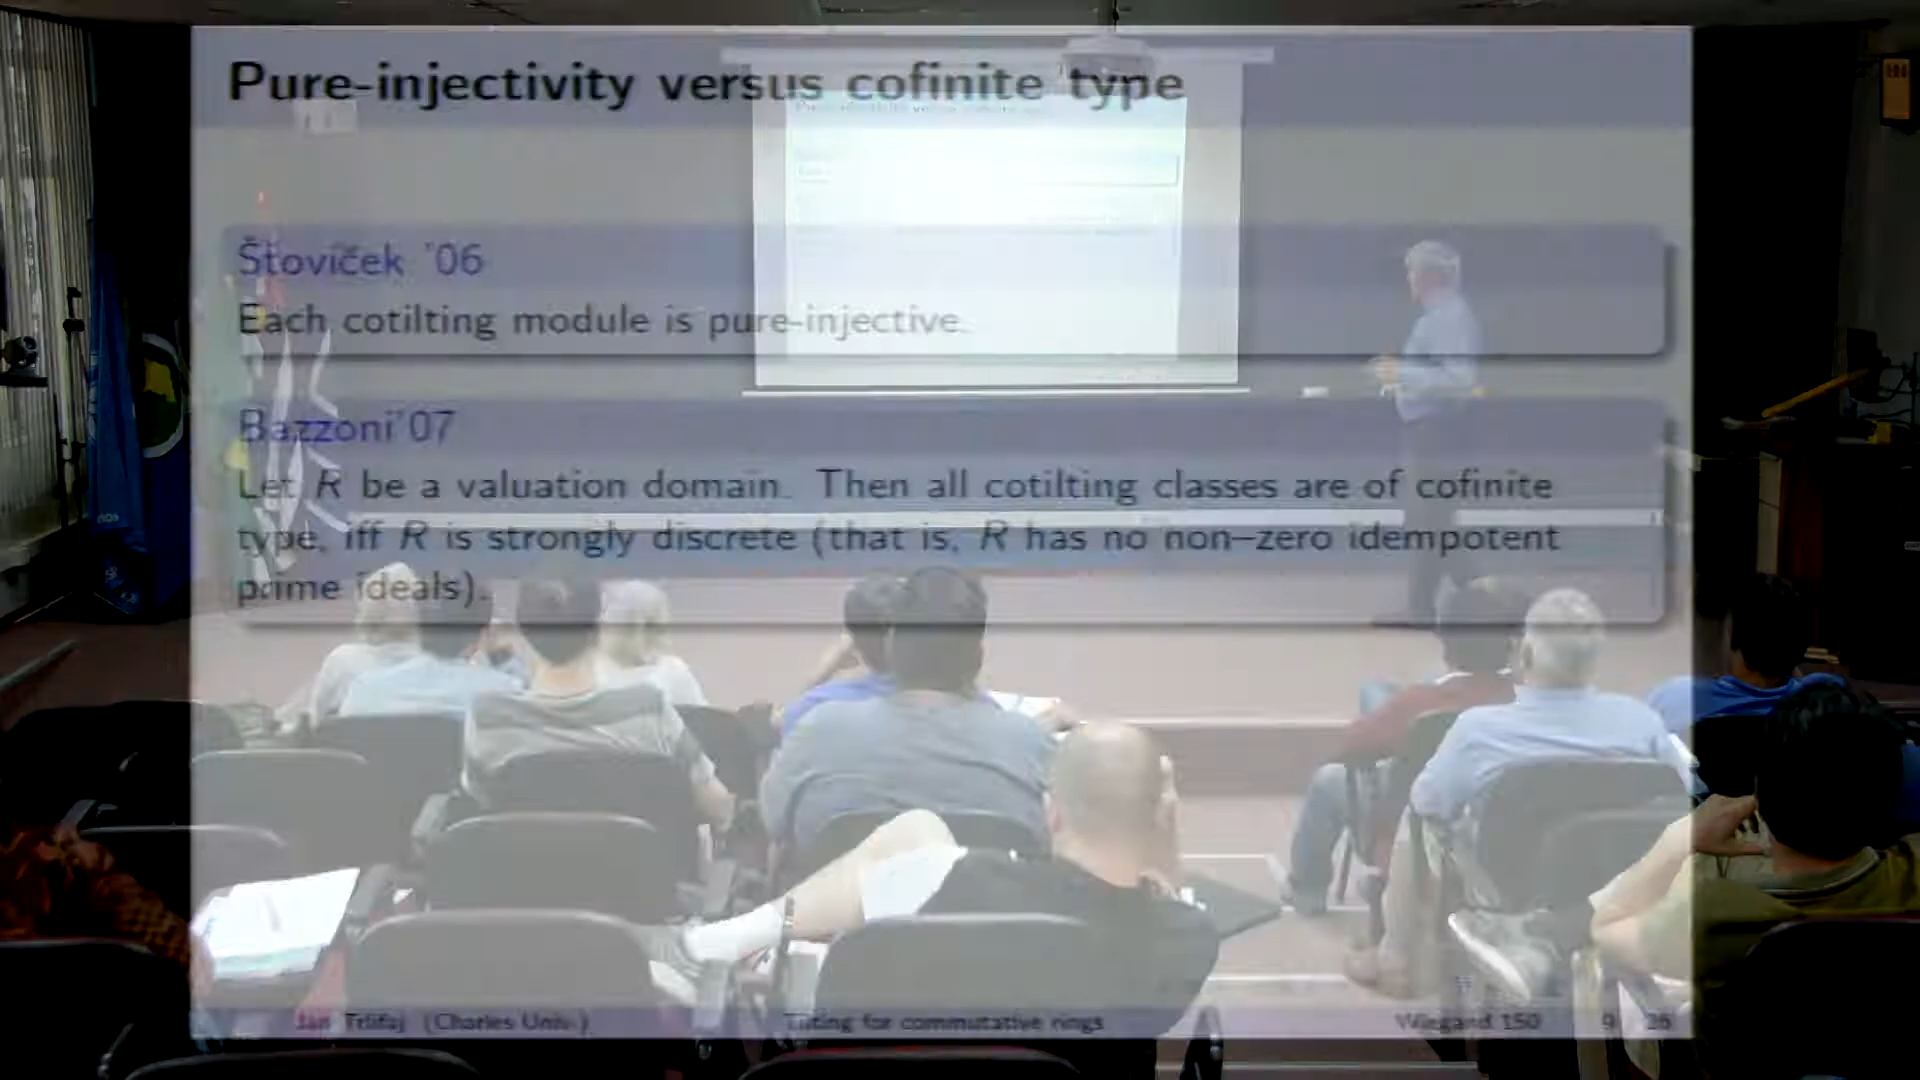 Pure-injectivity versus cofinite type
Štovíček '06
Each cotilting module is pure-injective.
Bazzoni'07
Let R be a valuation domain. Then all cotilting classes are of cofinite
type, iff R is strongly discrete (that is, R has no non–zero idempotent
prime ideals).
Jan Trlifaj (Charles Univ.) Tilting for commutative rings Wiegand 150 9 26